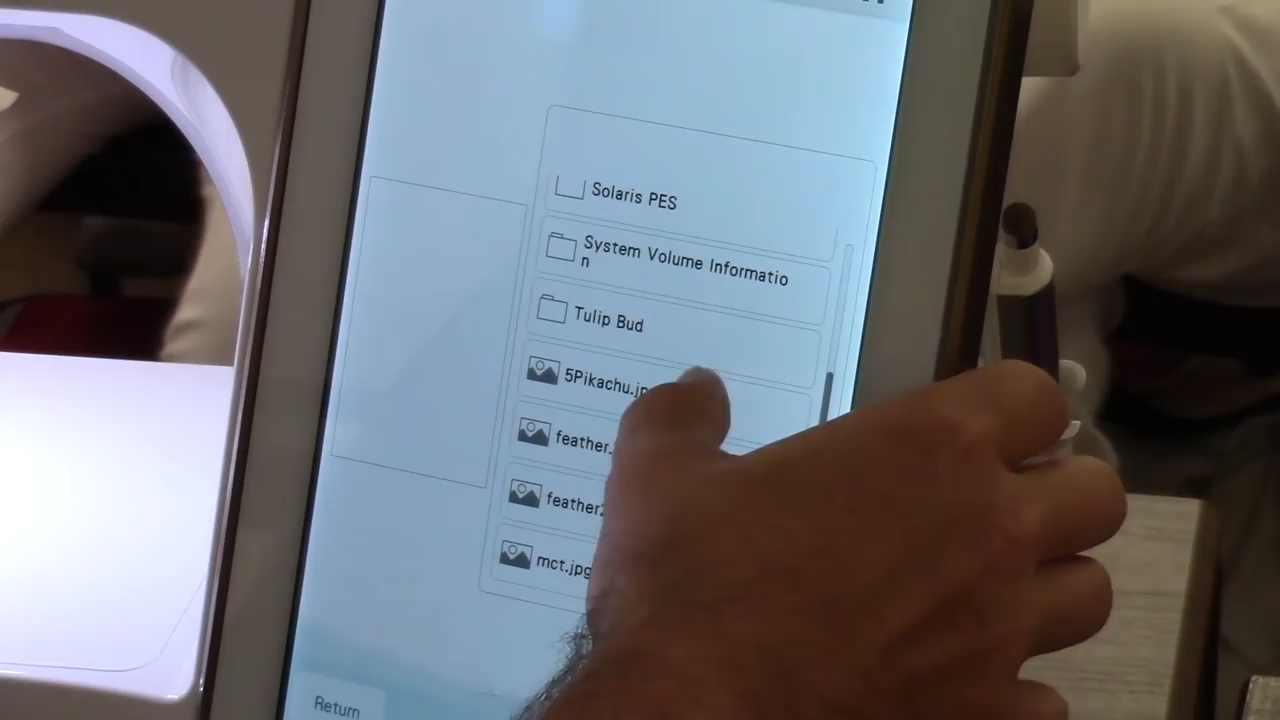 Solaris PES
System Volume Informatio
n
Tulip Bud
5Pikachu.jp
feather.
feather2
mct.jpg
Return